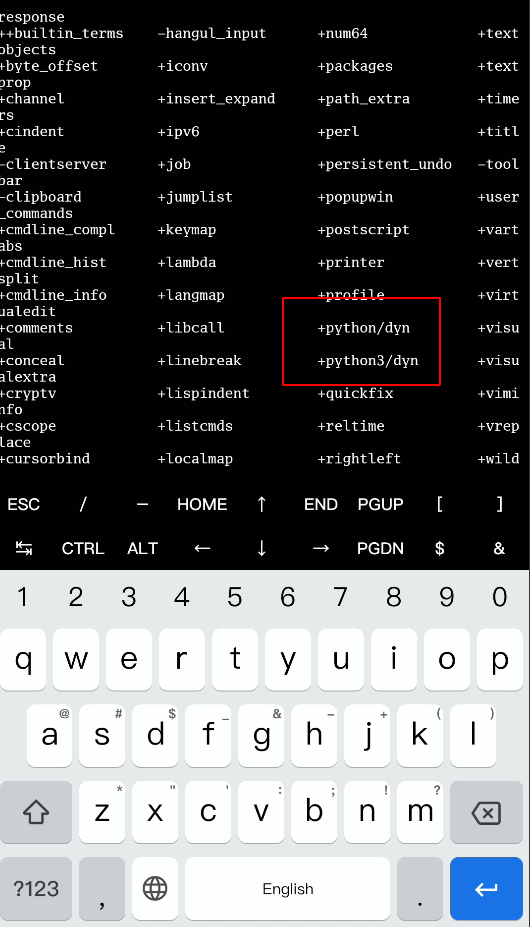 response
++builtin_terms -hangul_input +num64 +text
objects
+byte_offset +iconv +packages +text
prop
+channel +insert_expand +path_extra +time
rs
+cindent +ipv6 +perl +titl
e
-clientserver +job +persistent_undo -tool
bar
-clipboard +jumplist +popupwin +user
_commands
+cmdline_compl +keymap +postscript +vart
abs
+cmdline_hist +lambda +printer +vert
split
+cmdline_info +langmap +profile +virt
ualedit
+comments +libcall +python/dyn +visu
al
+conceal +linebreak +python3/dyn +visu
alextra
+cryptv +lispindent +quickfix +vimi
nfo
+cscope +listcmds +reltime +vrep
lace
+cursorbind +localmap +rightleft +wild
ESC / – HOME ↑ END PGUP [ ]
↹ CTRL ALT ← ↓ → PGDN $ &
1 2 3 4 5 6 7 8 9 0
q w e r t y u i o p
@ # $ _ & - + ( )
a s d f g h j k l
* " ' : ; ! ?
z x c v b n m
?123 , English .